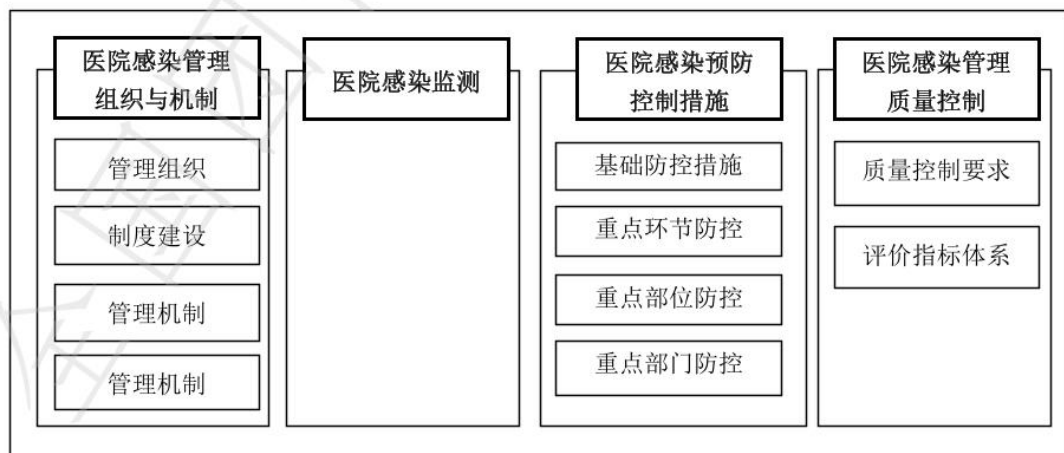 医院感染管理
组织与机制
管理组织
制度建设
管理机制
管理机制
医院感染监测
医院感染预防
控制措施
基础防控措施
重点环节防控
重点部位防控
重点部门防控
医院感染管理
质量控制
质量控制要求
评价指标体系